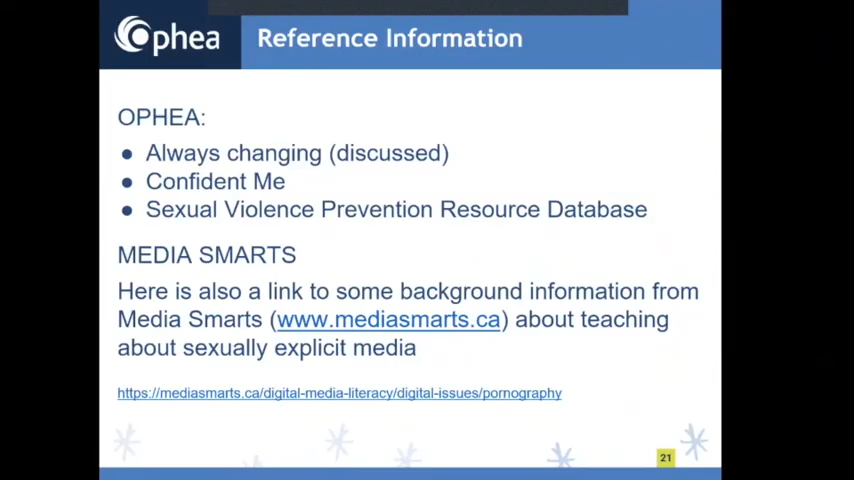 Ophea
Reference Information
OPHEA:
● Always changing (discussed)
● Confident Me
● Sexual Violence Prevention Resource Database
MEDIA SMARTS
Here is also a link to some background information from
Media Smarts (www.mediasmarts.ca) about teaching
about sexually explicit media
https://mediasmarts.ca/digital-media-literacy/digital-issues/pornography
21